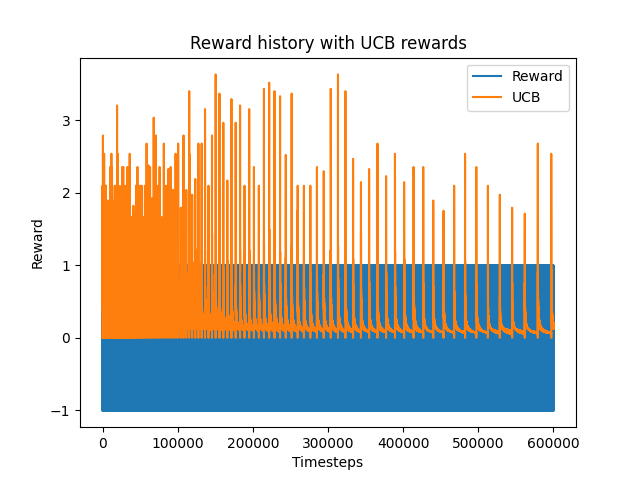 Reward history with UCB rewards
Reward
UCB
3
2
1
0
−1
Reward
0
100000
200000
300000
400000
500000
600000
Timesteps